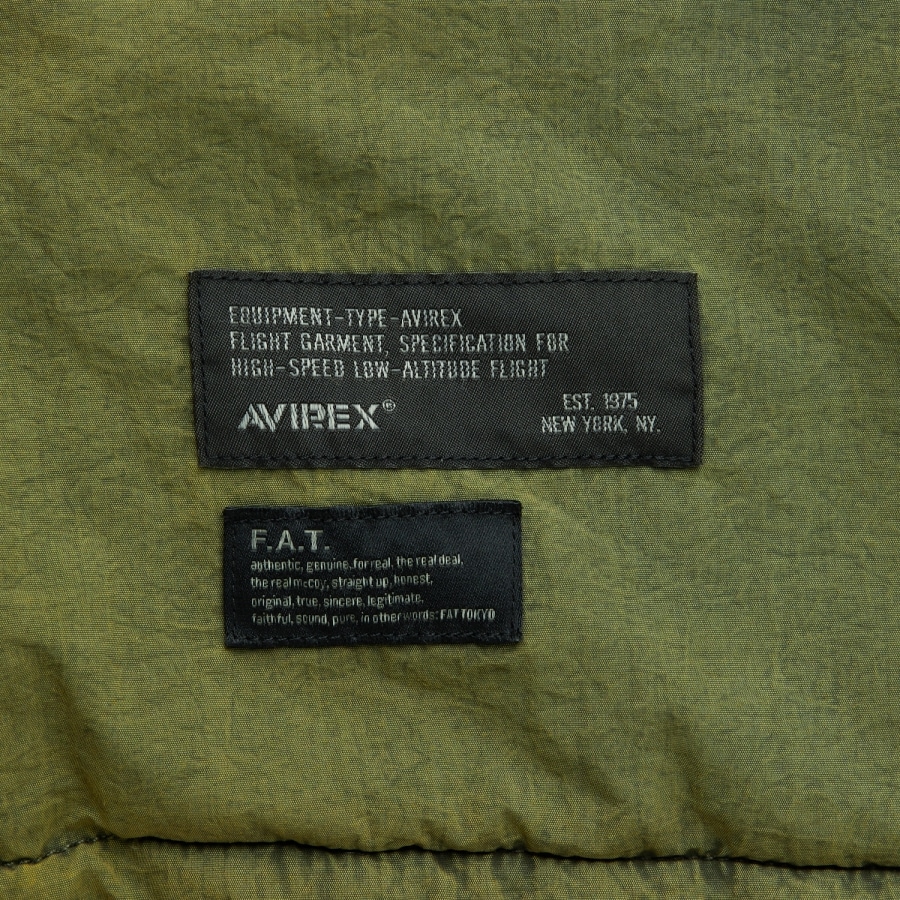 EQUIPMENT-TYPE-AVIREX
FLIGHT GARMENT, SPECIFICATION FOR
HIGH-SPEED LOW-ALTITUDE FLIGHT
AVIREX®
EST. 1975
NEW YORK, NY.
F.A.T.
authentic, genuine, for real, the real deal,
the real mccoy, straight up, honest,
original, true, sincere, legitimate,
faithful, sound, pure, in other words: FAT TOKYO